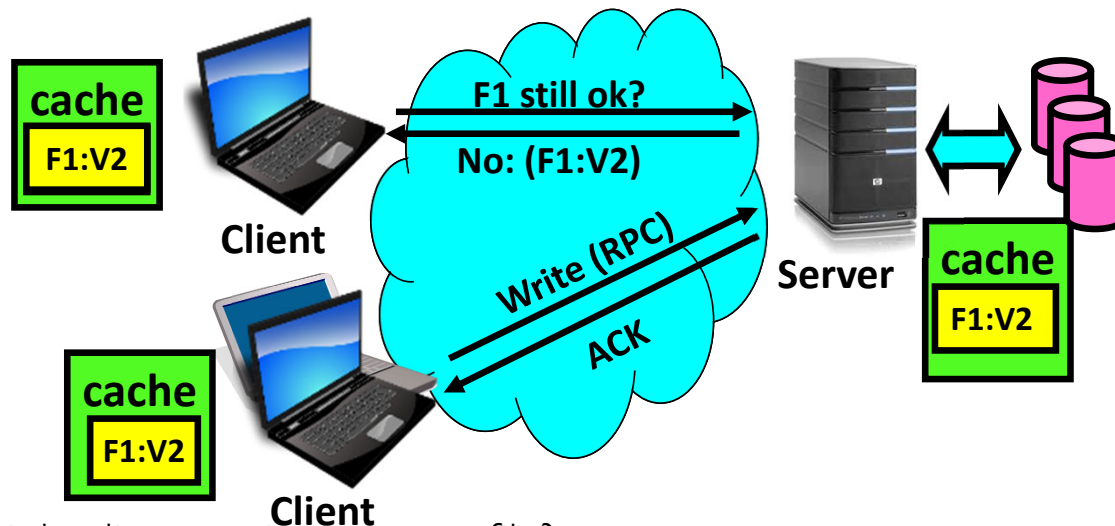 cache
F1:V2
Client
F1 still ok?
No: (F1:V2)
Write (RPC)
ACK
Server
cache
F1:V2
cache
F1:V2
Client